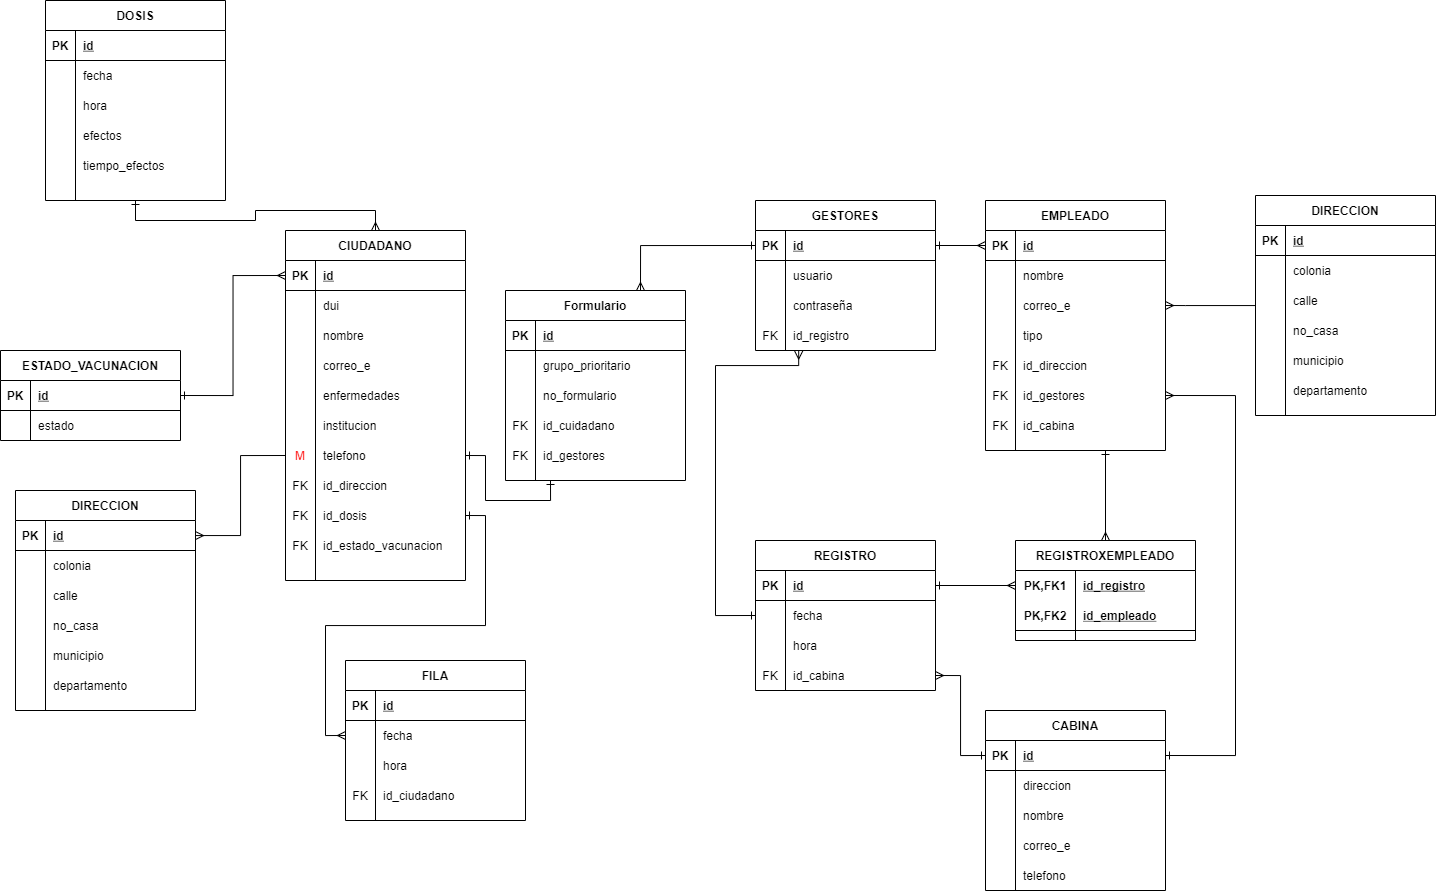 DOSIS
PK id
fecha
hora
efectos
tiempo_efectos
CIUDADANO
PK id
dui
nombre
correo_e
enfermedades
institucion
M telefono
FK id_direccion
FK id_dosis
FK id_estado_vacunacion
ESTADO_VACUNACION
PK id
estado
DIRECCION
PK id
colonia
calle
no_casa
municipio
departamento
FILA
PK id
fecha
hora
FK id_ciudadano
Formulario
PK id
grupo_prioritario
no_formulario
FK id_cuidadano
FK id_gestores
GESTORES
PK id
usuario
contraseña
FK id_registro
EMPLEADO
PK id
nombre
correo_e
tipo
FK id_direccion
FK id_gestores
FK id_cabina
DIRECCION
PK id
colonia
calle
no_casa
municipio
departamento
REGISTRO
PK id
fecha
hora
FK id_cabina
REGISTROXEMPLEADO
PK,FK1 id_registro
PK,FK2 id_empleado
CABINA
PK id
direccion
nombre
correo_e
telefono